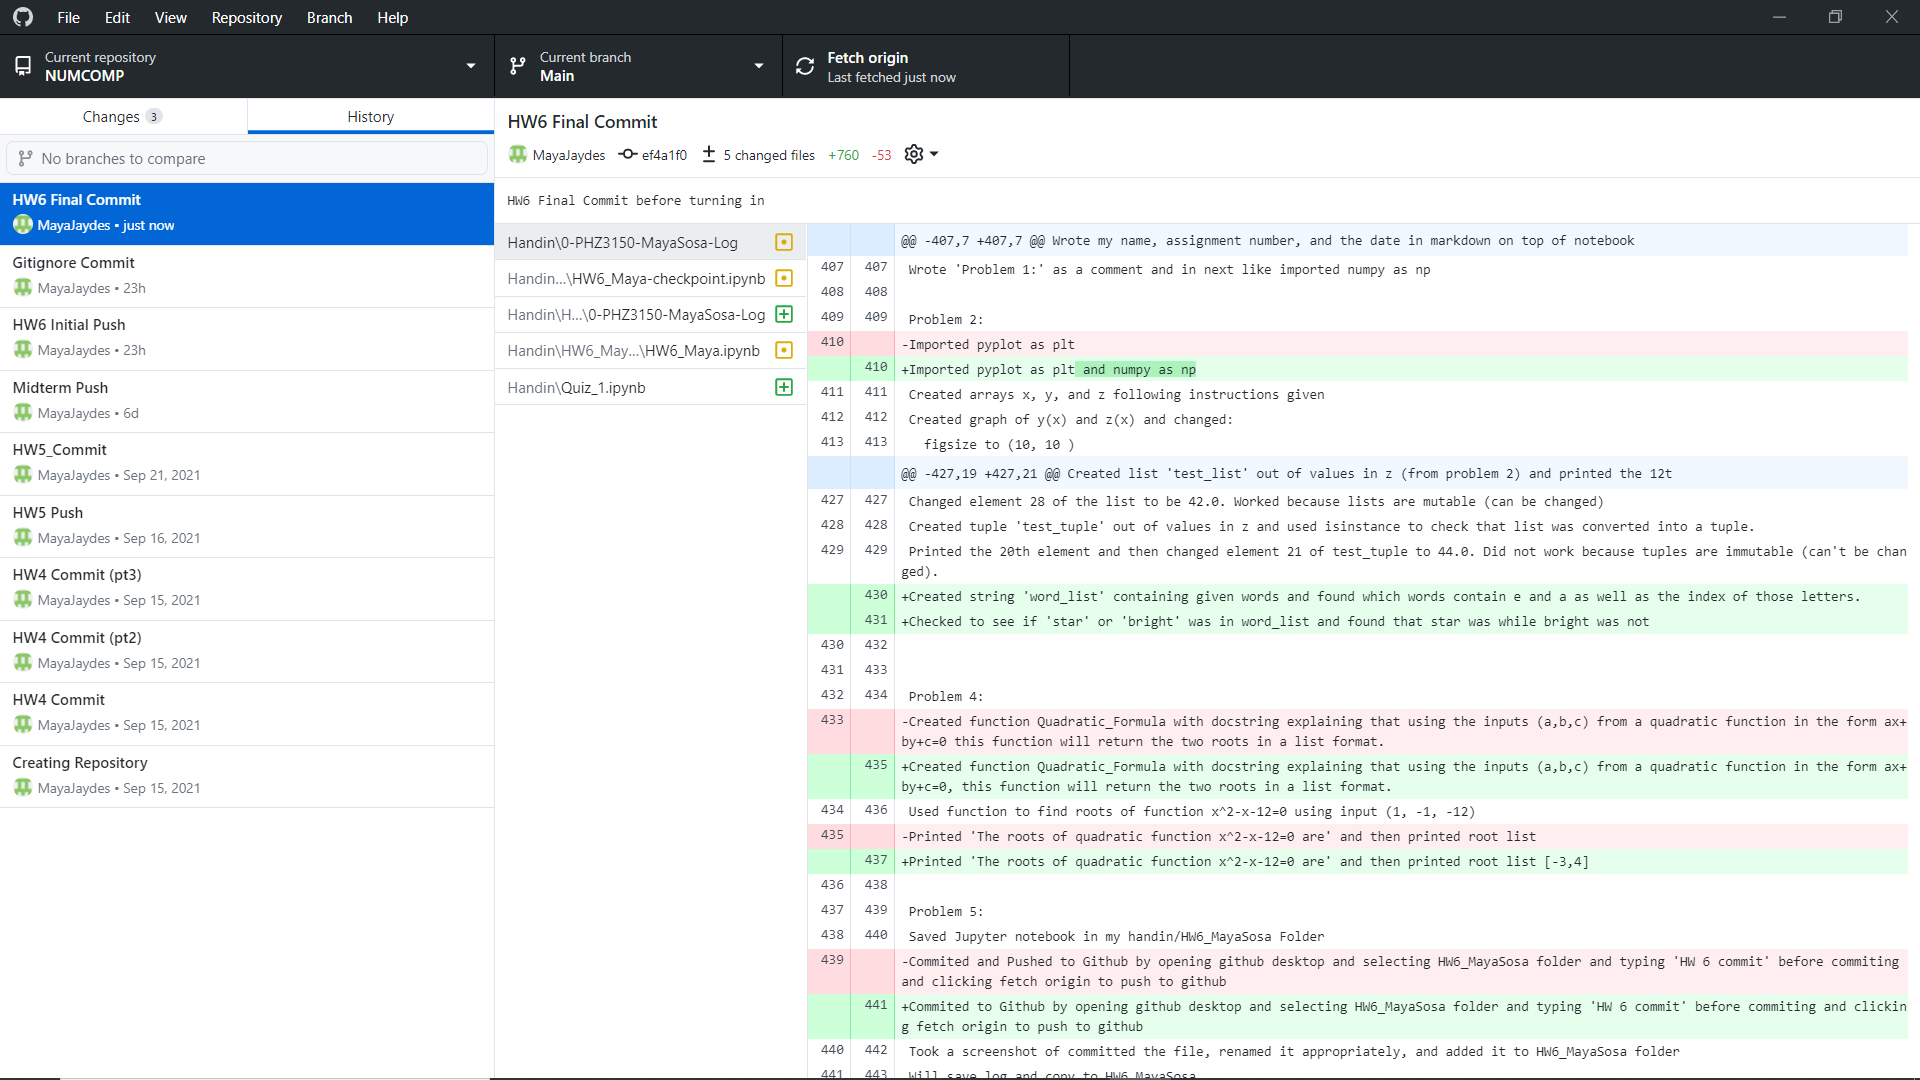 File Edit View Repository Branch Help
Current repository
NUMCOMP
Current branch
Main
Fetch origin
Last fetched just now
Changes 3
History
No branches to compare
HW6 Final Commit
MayaJaydes • just now
Gitignore Commit
MayaJaydes • 23h
HW6 Initial Push
MayaJaydes • 23h
Midterm Push
MayaJaydes • 6d
HW5_Commit
MayaJaydes • Sep 21, 2021
HW5 Push
MayaJaydes • Sep 16, 2021
HW4 Commit (pt3)
MayaJaydes • Sep 15, 2021
HW4 Commit (pt2)
MayaJaydes • Sep 15, 2021
HW4 Commit
MayaJaydes • Sep 15, 2021
Creating Repository
MayaJaydes • Sep 15, 2021
HW6 Final Commit
MayaJaydes ef4a1f0 5 changed files +760 -53
HW6 Final Commit before turning in
Handin\0-PHZ3150-MayaSosa-Log
Handin...\HW6_Maya-checkpoint.ipynb
Handin\H...\0-PHZ3150-MayaSosa-Log
Handin\HW6_May...\HW6_Maya.ipynb
Handin\Quiz_1.ipynb
@@ -407,7 +407,7 @@ Wrote my name, assignment number, and the date in markdown on top of notebook
407 407 Wrote 'Problem 1:' as a comment and in next like imported numpy as np
408 408
409 409 Problem 2:
410 -Imported pyplot as plt
410 +Imported pyplot as plt and numpy as np
411 411 Created arrays x, y, and z following instructions given
412 412 Created graph of y(x) and z(x) and changed:
413 413 figsize to (10, 10 )
@@ -427,19 +427,21 @@ Created list 'test_list' out of values in z (from problem 2) and printed the 12t
427 427 Changed element 28 of the list to be 42.0. Worked because lists are mutable (can be changed)
428 428 Created tuple 'test_tuple' out of values in z and used isinstance to check that list was converted into a tuple.
429 429 Printed the 20th element and then changed element 21 of test_tuple to 44.0. Did not work because tuples are immutable (can't be chan
ged).
430 +Created string 'word_list' containing given words and found which words contain e and a as well as the index of those letters.
431 +Checked to see if 'star' or 'bright' was in word_list and found that star was while bright was not
430 432
431 433
432 434 Problem 4:
433 -Created function Quadratic_Formula with docstring explaining that using the inputs (a,b,c) from a quadratic function in the form ax+
by+c=0 this function will return the two roots in a list format.
435 +Created function Quadratic_Formula with docstring explaining that using the inputs (a,b,c) from a quadratic function in the form ax+
by+c=0, this function will return the two roots in a list format.
434 436 Used function to find roots of function x^2-x-12=0 using input (1, -1, -12)
435 -Printed 'The roots of quadratic function x^2-x-12=0 are' and then printed root list
437 +Printed 'The roots of quadratic function x^2-x-12=0 are' and then printed root list [-3,4]
436 438
437 439 Problem 5:
438 440 Saved Jupyter notebook in my handin/HW6_MayaSosa Folder
439 -Commited and Pushed to Github by opening github desktop and selecting HW6_MayaSosa folder and typing 'HW 6 commit' before commiting
and clicking fetch origin to push to github
441 +Commited to Github by opening github desktop and selecting HW6_MayaSosa folder and typing 'HW 6 commit' before commiting and clickin
g fetch origin to push to github
440 442 Took a screenshot of committed the file, renamed it appropriately, and added it to HW6_MayaSosa folder
441 443 Will save log and copy to HW6_MayaSosa